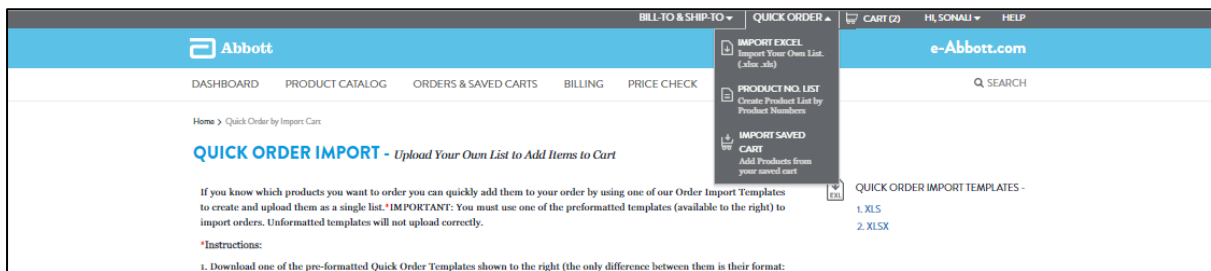 BILL-TO & SHIP-TO QUICK ORDER CART (2) HI, SONALI HELP
Abbott e-Abbott.com
IMPORT EXCEL
Import Your Own List.
(.xlsx .xls)
PRODUCT NO. LIST
Create Product List by
Product Numbers
IMPORT SAVED
CART
Add Products from
your saved cart
DASHBOARD PRODUCT CATALOG ORDERS & SAVED CARTS BILLING PRICE CHECK SEARCH
Home > Quick Order by Import Cart
QUICK ORDER IMPORT - Upload Your Own List to Add Items to Cart
If you know which products you want to order you can quickly add them to your order by using one of our Order Import Templates
to create and upload them as a single list.*IMPORTANT: You must use one of the preformatted templates (available to the right) to
import orders. Unformatted templates will not upload correctly.
*Instructions:
1. Download one of the pre-formatted Quick Order Templates shown to the right (the only difference between them is their format:
EXL
QUICK ORDER IMPORT TEMPLATES -
1. XLS
2. XLSX